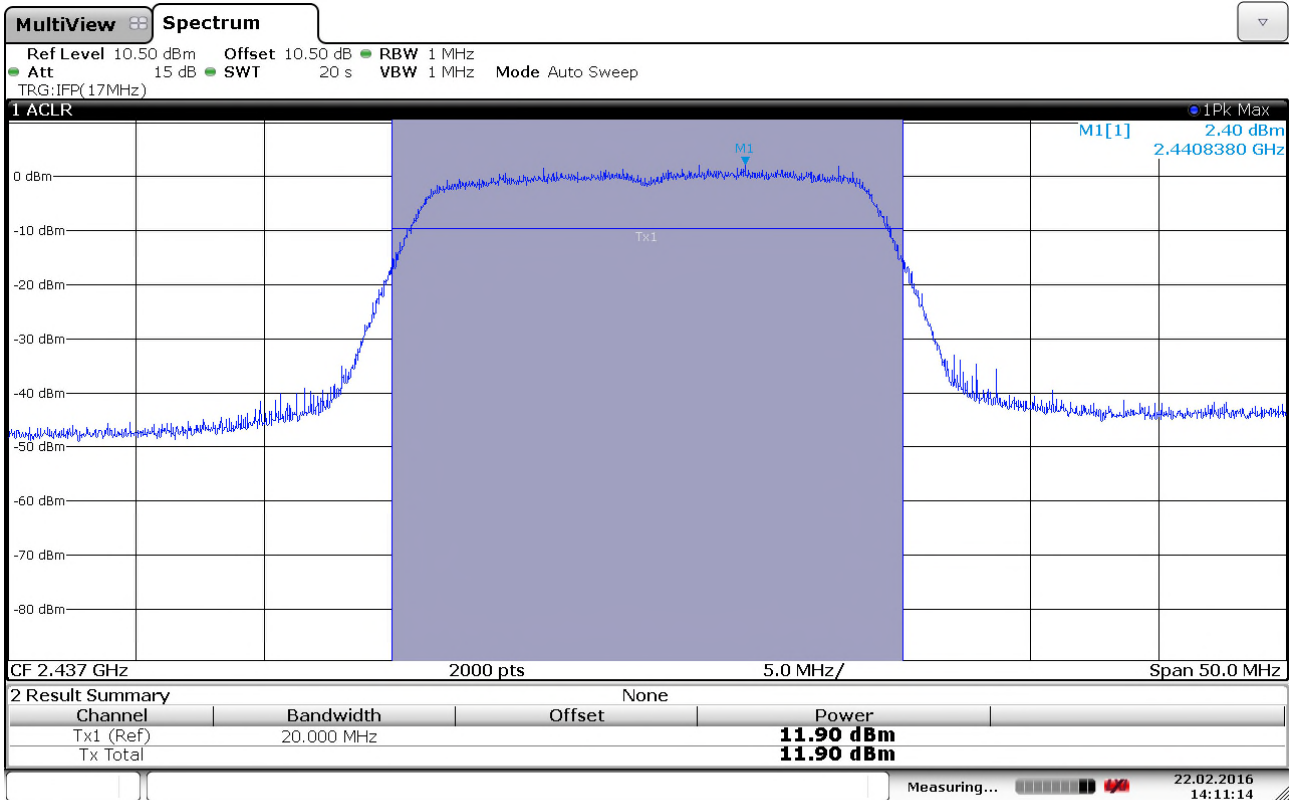 MultiView Spectrum
Ref Level 10.50 dBm Offset 10.50 dB RBW 1 MHz
Att 15 dB SWT 20 s VBW 1 MHz Mode Auto Sweep
TRG:IFP(17MHz)
1 ACLR 1Pk Max
M1[1] 2.40 dBm
2.4408380 GHz
M1
0 dBm
-10 dBm
Tx1
-20 dBm
-30 dBm
-40 dBm
-50 dBm
-60 dBm
-70 dBm
-80 dBm
CF 2.437 GHz 2000 pts 5.0 MHz/ Span 50.0 MHz
2 Result Summary None
Channel Bandwidth Offset Power
Tx1 (Ref) 20.000 MHz 11.90 dBm
Tx Total 11.90 dBm
Measuring... 22.02.2016
14:11:14